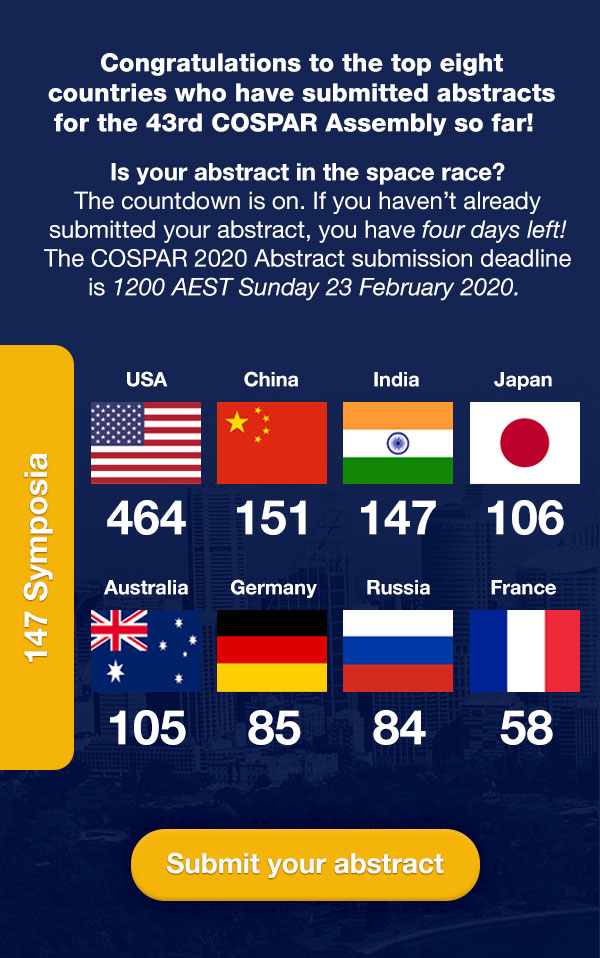 Congratulations to the top eight
countries who have submitted abstracts
for the 43rd COSPAR Assembly so far!
Is your abstract in the space race?
The countdown is on. If you haven’t already
submitted your abstract, you have four days left!
The COSPAR 2020 Abstract submission deadline
is 1200 AEST Sunday 23 February 2020.
147 Symposia
USA China India Japan
464 151 147 106
Australia Germany Russia France
105 85 84 58
Submit your abstract